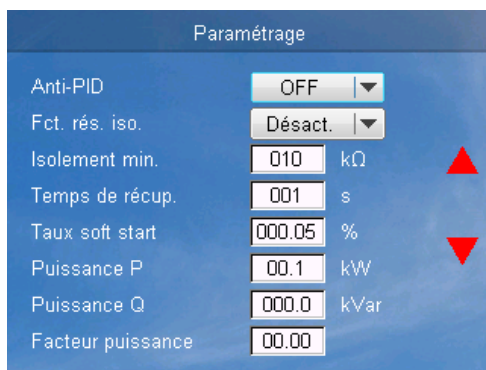 Paramétrage
Anti-PID OFF
Fct. rés. iso. Désact.
Isolement min. 010 kΩ
Temps de récup. 001 s
Taux soft start 000.05 %
Puissance P 00.1 kW
Puissance Q 000.0 kVar
Facteur puissance 00.00